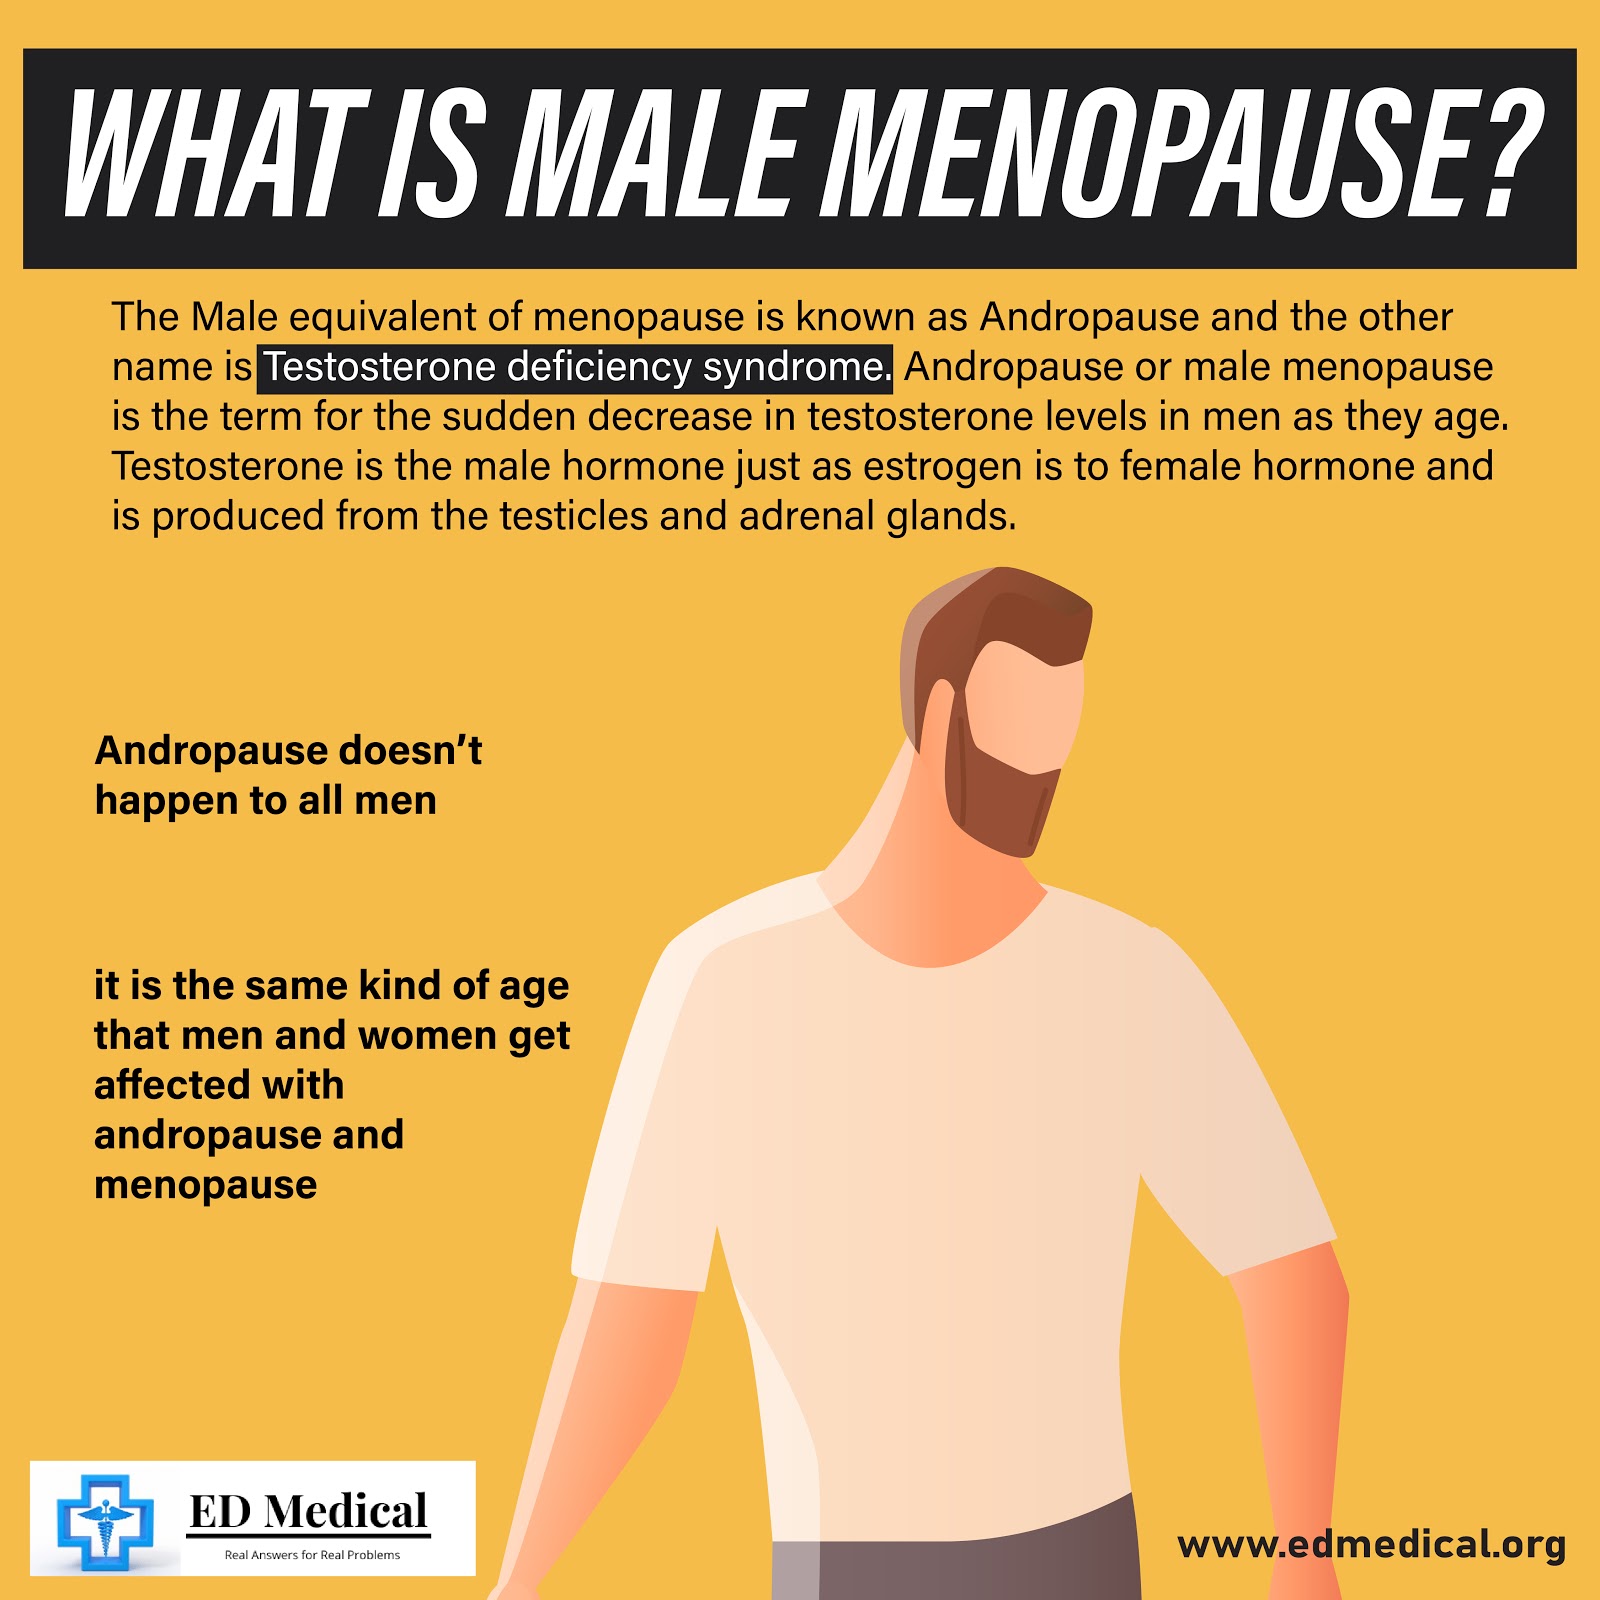 WHAT IS MALE MENOPAUSE?
The Male equivalent of menopause is known as Andropause and the other
name is Testosterone deficiency syndrome. Andropause or male menopause
is the term for the sudden decrease in testosterone levels in men as they age.
Testosterone is the male hormone just as estrogen is to female hormone and
is produced from the testicles and adrenal glands.
Andropause doesn’t
happen to all men
it is the same kind of age
that men and women get
affected with
andropause and
menopause
ED Medical
Real Answers for Real Problems
www.edmedical.org